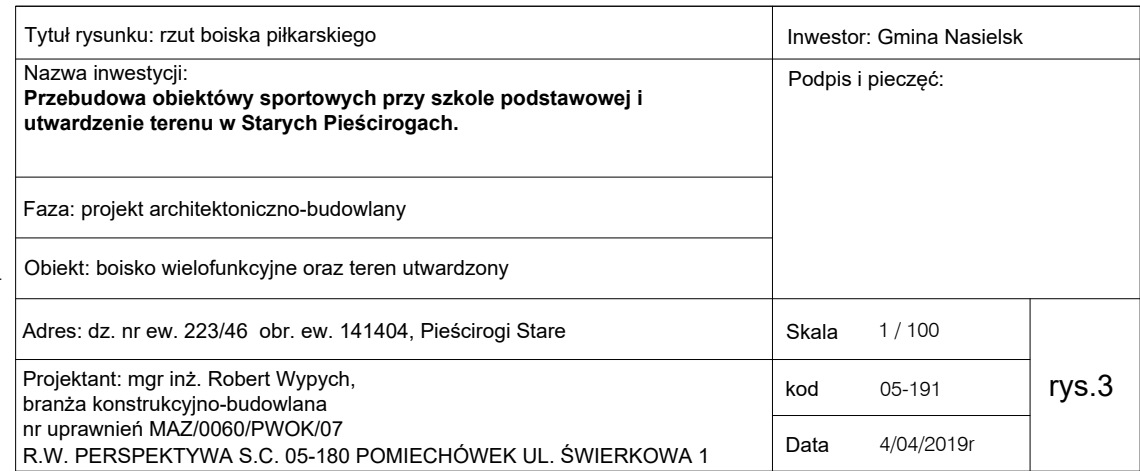 Tytuł rysunku: rzut boiska piłkarskiego
Inwestor: Gmina Nasielsk
Nazwa inwestycji:
Przebudowa obiektówy sportowych przy szkole podstawowej i
utwardzenie terenu w Starych Pieścirogach.
Podpis i pieczęć:
Faza: projekt architektoniczno-budowlany
Obiekt: boisko wielofunkcyjne oraz teren utwardzony
Adres: dz. nr ew. 223/46 obr. ew. 141404, Pieścirogi Stare
Skala 1 / 100
Projektant: mgr inż. Robert Wypych,
branża konstrukcyjno-budowlana
nr uprawnień MAZ/0060/PWOK/07
R.W. PERSPEKTYWA S.C. 05-180 POMIECHÓWEK UL. ŚWIERKOWA 1
kod 05-191
Data 4/04/2019r
rys.3